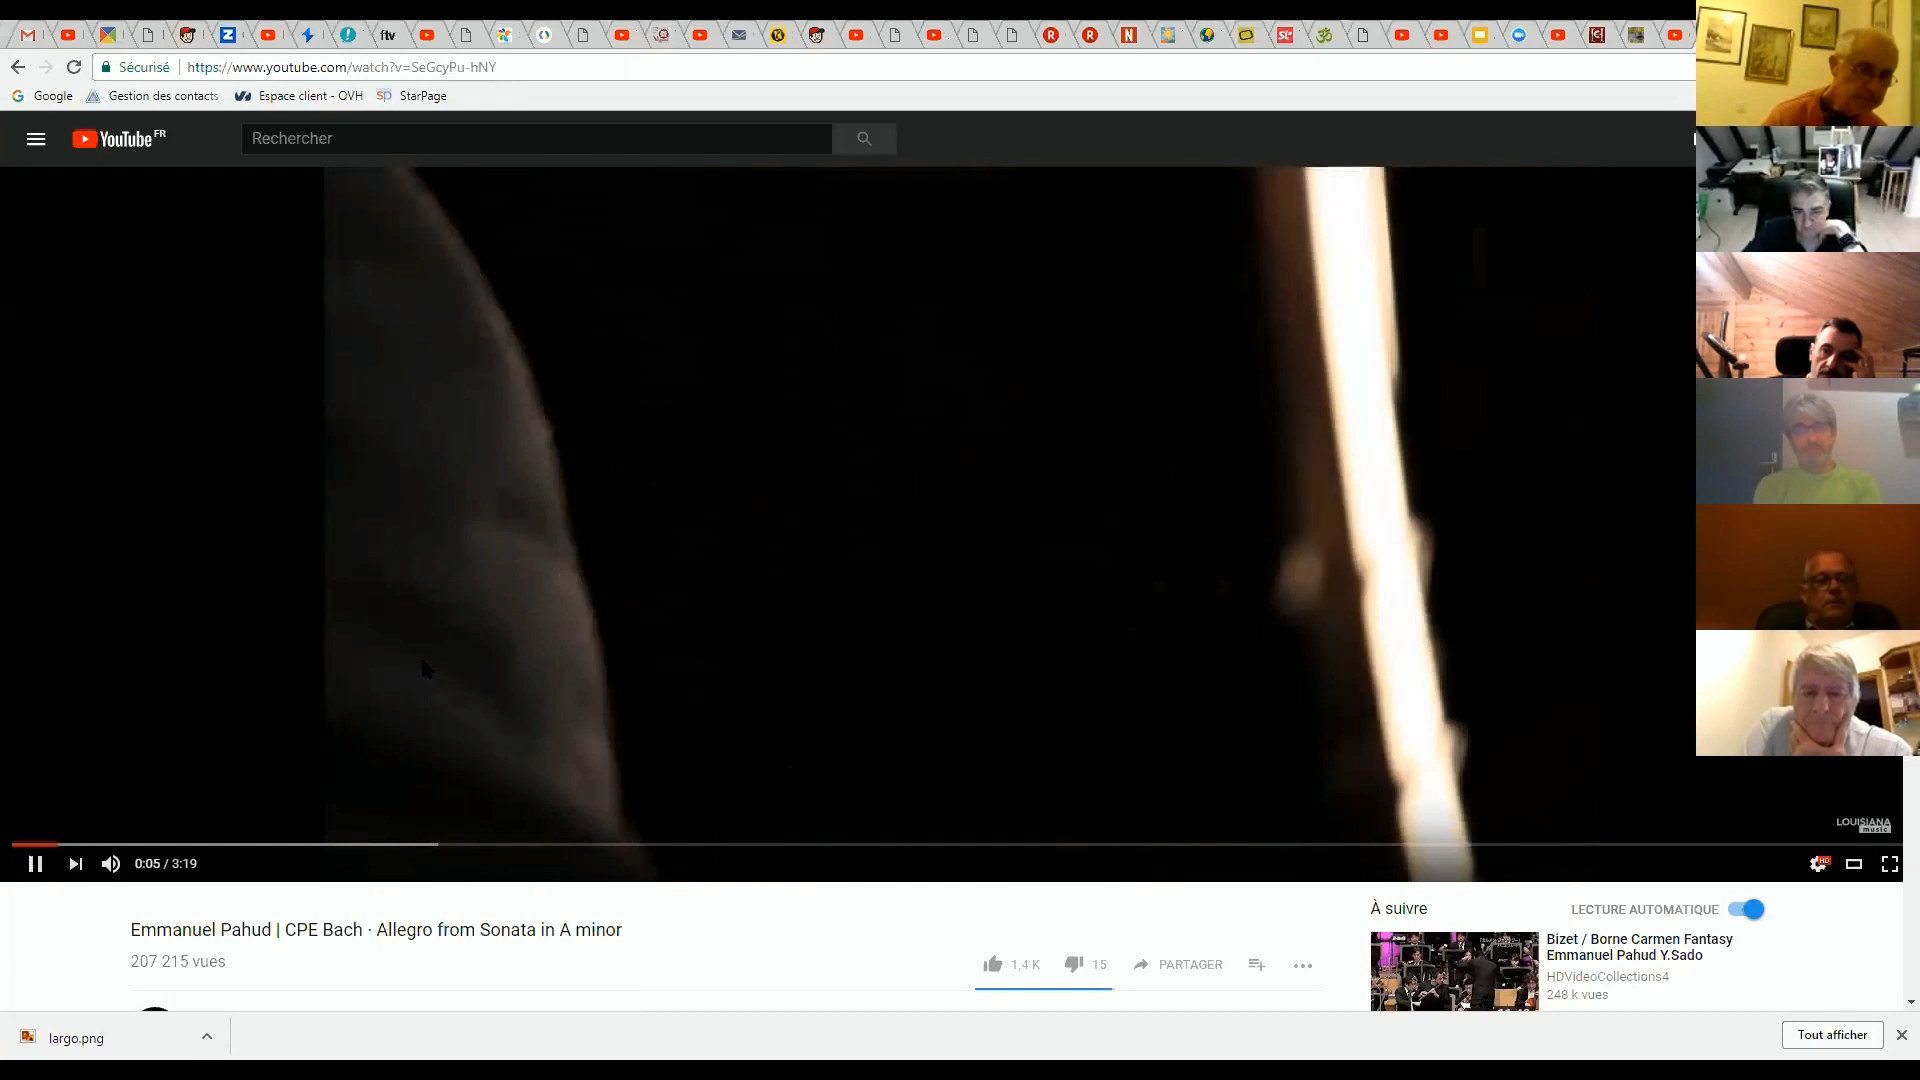 ftv
Sécurisé
https://www.youtube.com/watch?v=SeGcyPu-hNY
Google
Gestion des contacts
Espace client - OVH
StarPage
YouTube FR
Rechercher
LOUISIANA
music
0:05 / 3:19
HD
Emmanuel Pahud | CPE Bach · Allegro from Sonata in A minor
207 215 vues
1,4 K
15
PARTAGER
À suivre
LECTURE AUTOMATIQUE
Bizet / Borne Carmen Fantasy
Emmanuel Pahud Y.Sado
HDVideoCollections4
248 k vues
largo.png
Tout afficher